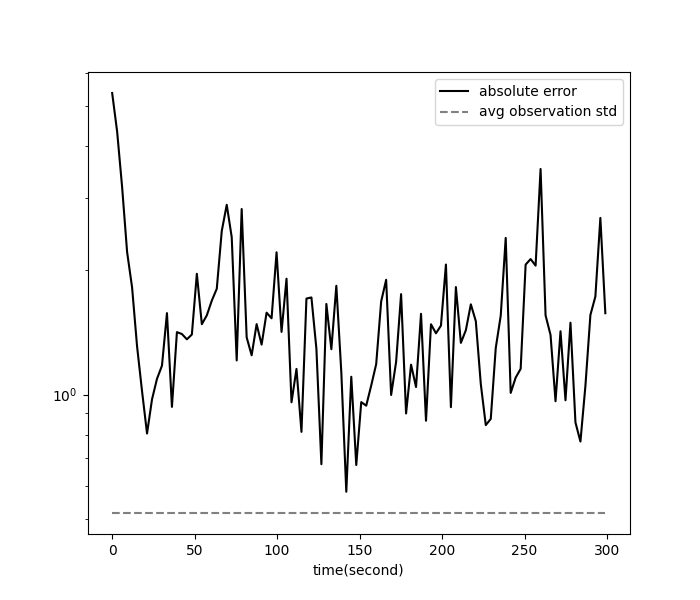 absolute error
avg observation std
10⁰
0 50 100 150 200 250 300
time(second)